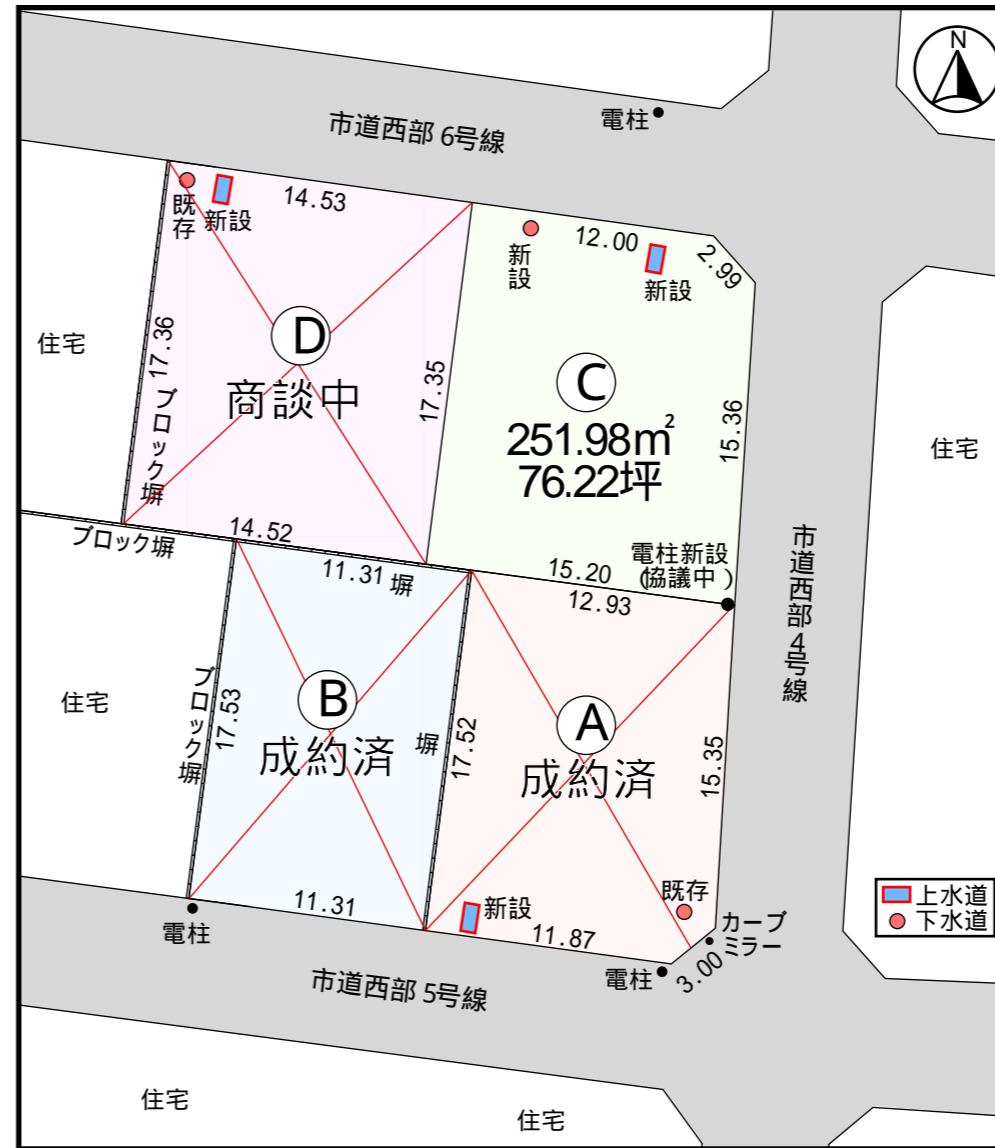 N
電柱
市道西部 6号線
既存
新設
14.53
新設
12.00
新設
2.99
住宅
17.36
ブロック塀
D
商談中
17.35
C
251.98㎡
76.22坪
15.36
住宅
ブロック塀
14.52
11.31
塀
15.20
12.93
電柱新設
(協議中)
市道西部4号線
住宅
ブロック塀
17.53
B
成約済
塀
17.52
A
成約済
15.35
11.31
新設
11.87
既存
カーブ
ミラー
3.00
電柱
電柱
上水道
下水道
市道西部 5号線
住宅
住宅